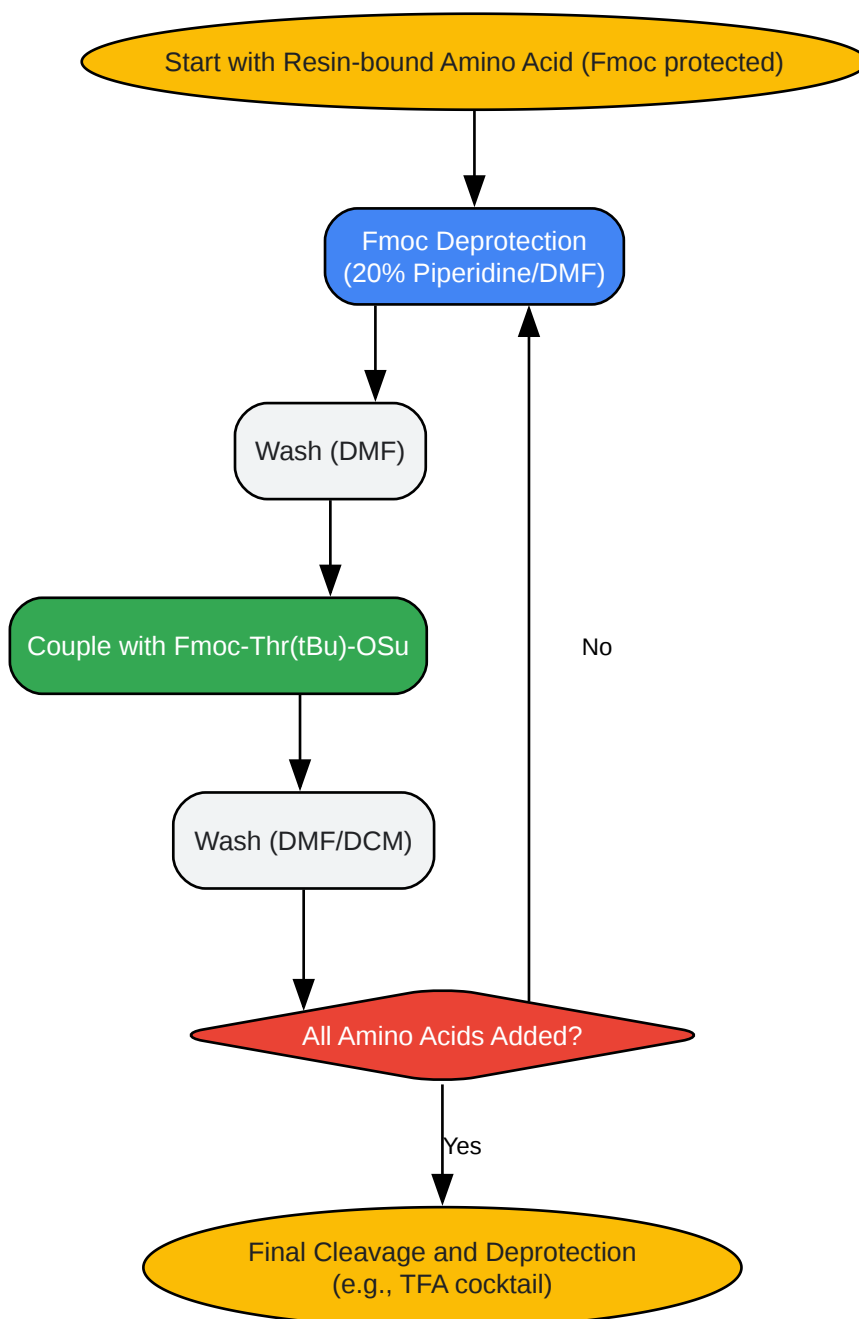 Start with Resin-bound Amino Acid (Fmoc protected)
Fmoc Deprotection
(20% Piperidine/DMF)
Wash (DMF)
Couple with Fmoc-Thr(tBu)-OSu
No
Wash (DMF/DCM)
All Amino Acids Added?
Yes
Final Cleavage and Deprotection
(e.g., TFA cocktail)